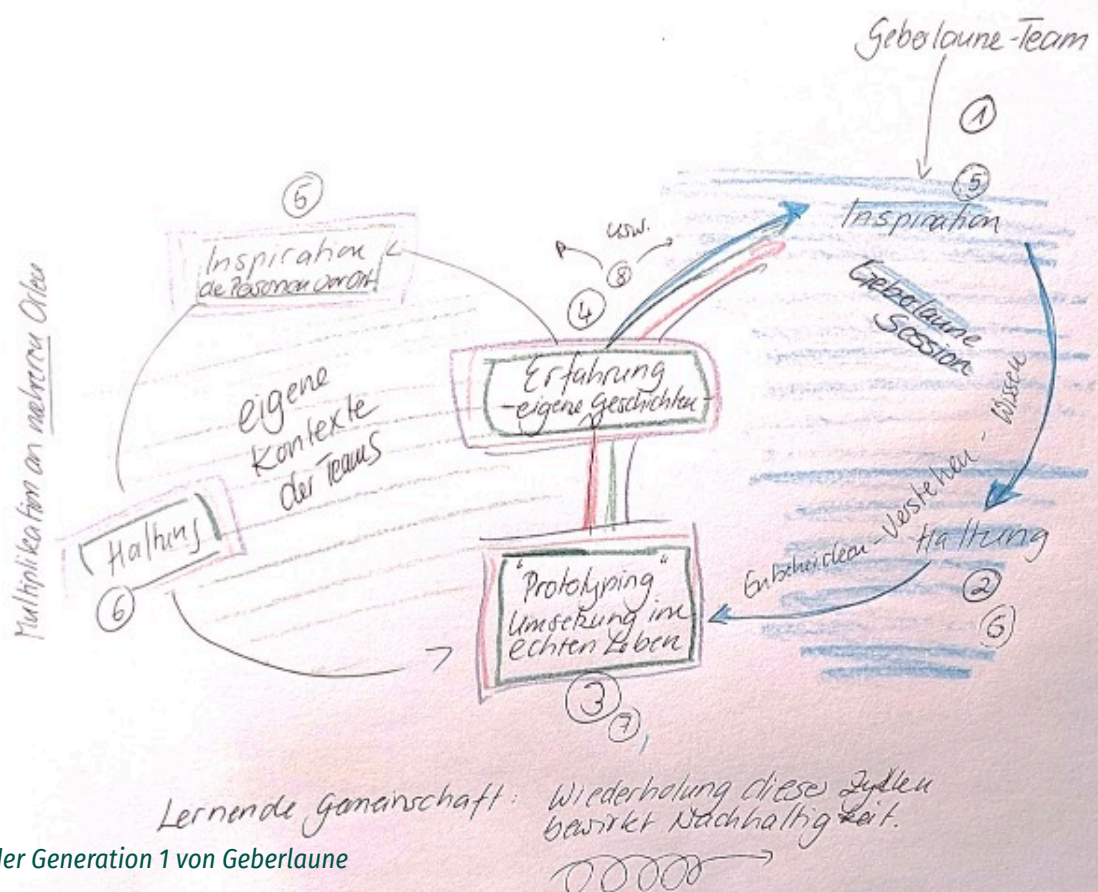 Geberlaune-Team
1
5
Inspiration
Geberlaune
Session
Entscheiden - Verstehen - Wissen
Haltung
2
6
5
Inspiration
der Personen vor Ort
usw.
8
4
Erfahrung
-eigene Geschichten-
eigene
Kontexte
der Teams
Multiplikation an mehreren Orten
Haltung
6
"Prototyping"
Umsetzung im
echten Leben
3
7
Lernende Gemeinschaft: Wiederholung dieser Zyklen
bewirkt Nachhaltigkeit.
der Generation 1 von Geberlaune